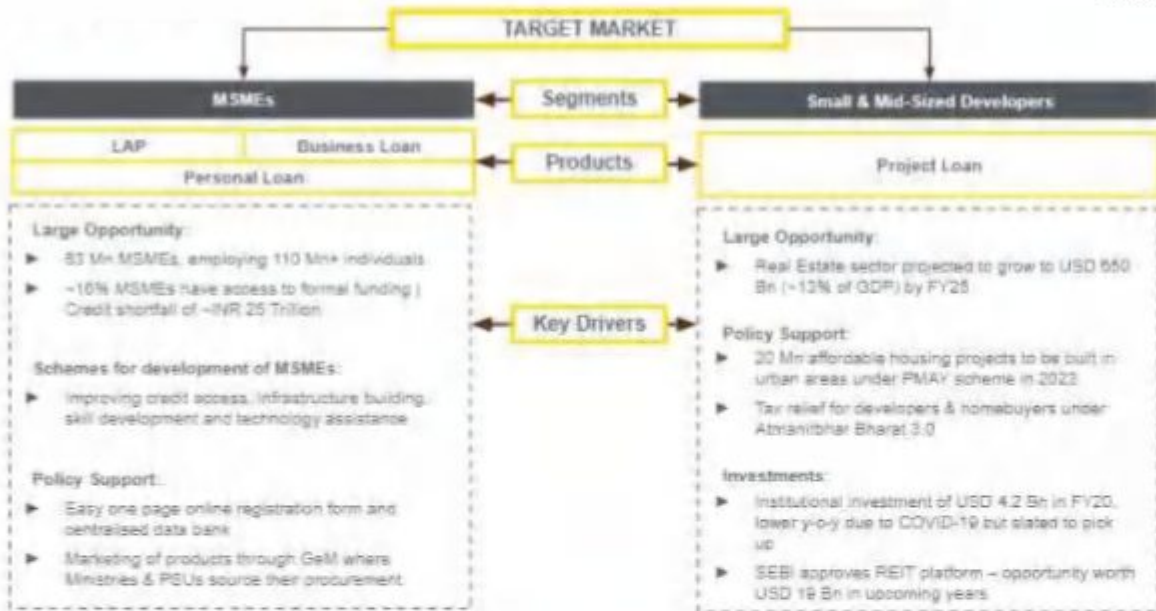 TARGET MARKET
MSMEs
Segments
Small & Mid-Sized Developers
LAP
Business Loan
Personal Loan
Products
Project Loan
Large Opportunity:
► 63 Mn MSMEs, employing 110 Mn+ individuals
► ~16% MSMEs have access to formal funding |
Credit shortfall of ~INR 25 Trillion
Schemes for development of MSMEs:
► Improving credit access, Infrastructure building,
skill development and technology assistance
Policy Support:
► Easy one page online registration form and
centralised data bank
► Marketing of products through GeM where
Ministries & PSUs source their procurement
Key Drivers
Large Opportunity:
► Real Estate sector projected to grow to USD 650
Bn (~13% of GDP) by FY25
Policy Support:
► 20 Mn affordable housing projects to be built in
urban areas under PMAY scheme in 2022
► Tax relief for developers & homebuyers under
Atmanirbhar Bharat 3.0
Investments:
► Institutional investment of USD 4.2 Bn in FY20,
lower y-o-y due to COVID-19 but slated to pick
up
► SEBI approves REIT platform – opportunity worth
USD 19 Bn in upcoming years